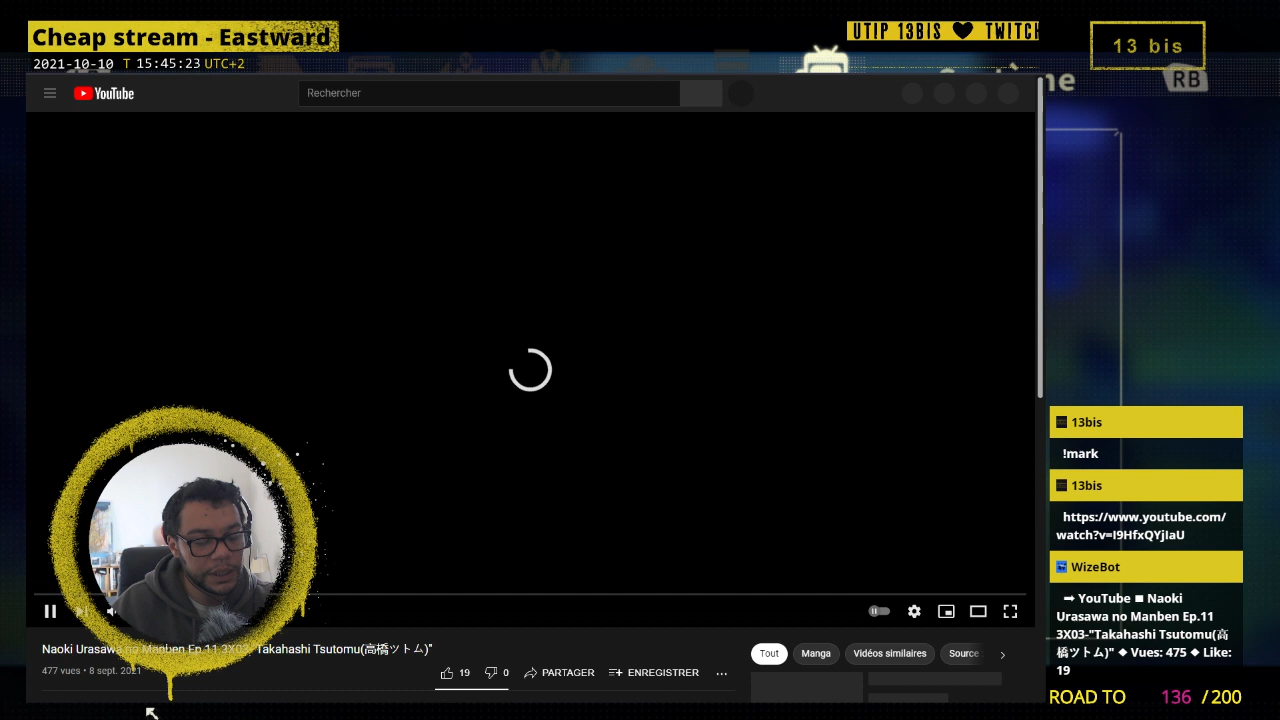 Cheap stream - Eastward
2021-10-10 T 15:45:23 UTC+2
UTIP 13BIS ♥ TWITCH
13 bis
RB
YouTube
Rechercher
Naoki Urasawa no Manben Ep.11 3X03-"Takahashi Tsutomu(高橋ツトム)"
477 vues • 8 sept. 2021
19
0
PARTAGER
ENREGISTRER
Tout
Manga
Vidéos similaires
Source
13bis
!mark
13bis
https://www.youtube.com/
watch?v=I9HfxQYjIaU
WizeBot
➡ YouTube ■ Naoki
Urasawa no Manben Ep.11
3X03-"Takahashi Tsutomu(高
橋ツトム)" ◆ Vues: 475 ◆ Like:
19
ROAD TO 136 / 200